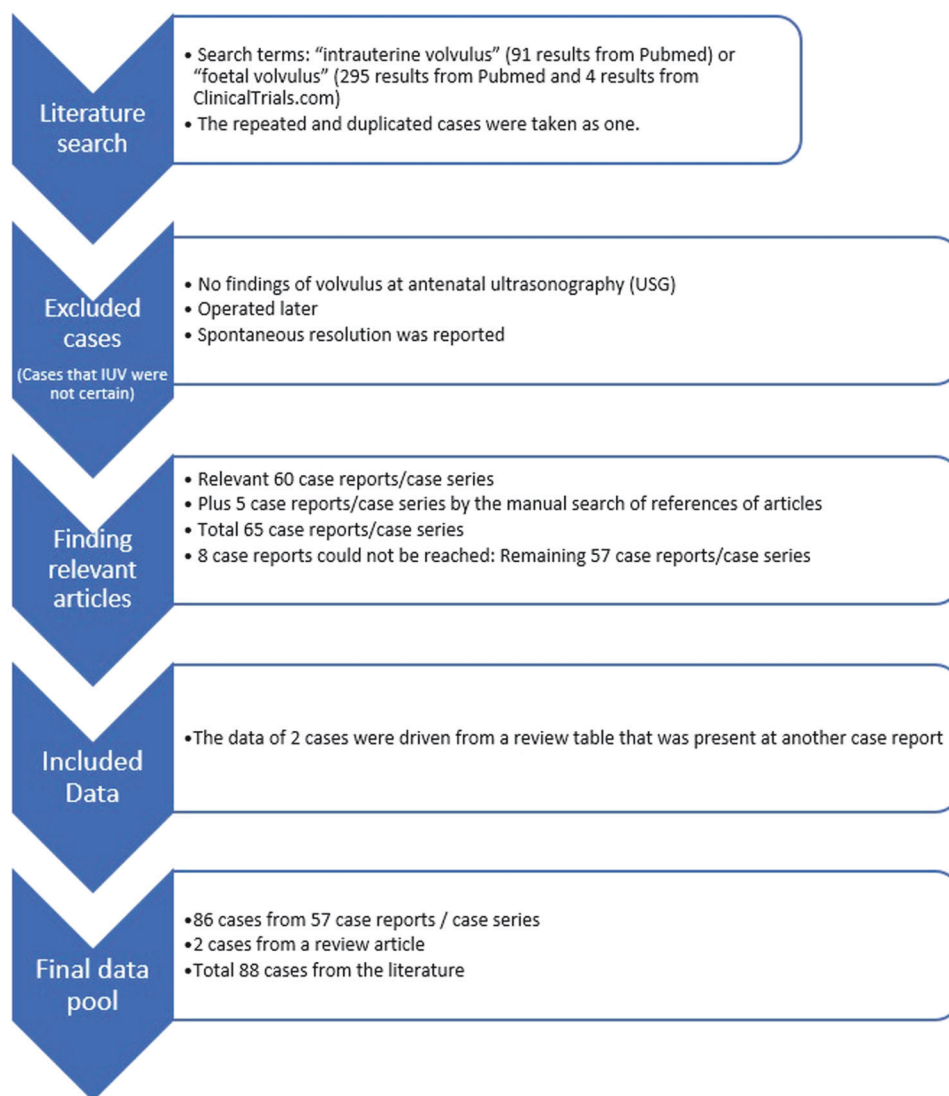 Literature
search
• Search terms: “intrauterine volvulus” (91 results from Pubmed) or
“foetal volvulus” (295 results from Pubmed and 4 results from
ClinicalTrials.com)
• The repeated and duplicated cases were taken as one.
Excluded
cases
(Cases that IUV were
not certain)
• No findings of volvulus at antenatal ultrasonography (USG)
• Operated later
• Spontaneous resolution was reported
Finding
relevant
articles
• Relevant 60 case reports/case series
• Plus 5 case reports/case series by the manual search of references of articles
• Total 65 case reports/case series
• 8 case reports could not be reached: Remaining 57 case reports/case series
Included
Data
•The data of 2 cases were driven from a review table that was present at another case report
Final data
pool
•86 cases from 57 case reports / case series
•2 cases from a review article
•Total 88 cases from the literature